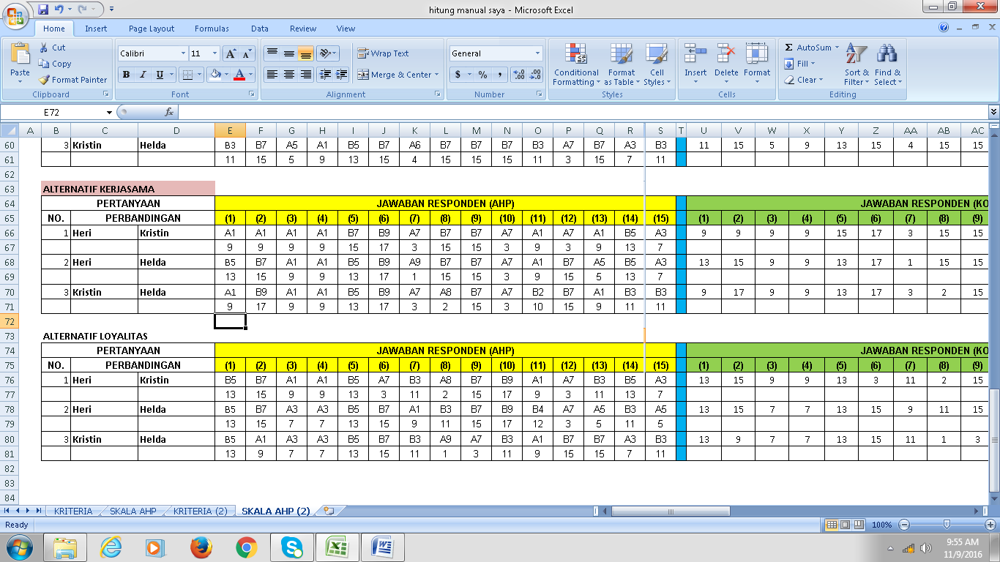 hitung manual saya - Microsoft Excel
Home Insert Page Layout Formulas Data Review View
Paste Cut Copy Format Painter Clipboard
Calibri 11 A A B I U A Font
Wrap Text Merge & Center Alignment
General $ % , Number
Conditional Formatting Format as Table Cell Styles Styles
Insert Delete Format Cells
Σ AutoSum Fill Clear Sort & Filter Find & Select Editing
E72 fx
A B C D E F G H I J K L M N O P Q R S T U V W X Y Z AA AB AC
60 3 Kristin Helda B3 B7 A5 A1 B5 B7 A6 B7 B7 B7 B3 A7 B7 A3 B3 11 15 5 9 13 15 4 15 15
61 11 15 5 9 13 15 4 15 15 15 11 3 15 7 11
62
63 ALTERNATIF KERJASAMA
64 PERTANYAAN JAWABAN RESPONDEN (AHP) JAWABAN RESPONDEN (KO
65 NO. PERBANDINGAN (1) (2) (3) (4) (5) (6) (7) (8) (9) (10) (11) (12) (13) (14) (15) (1) (2) (3) (4) (5) (6) (7) (8) (9)
66 1 Heri Kristin A1 A1 A1 A1 B7 B9 A7 B7 B7 A7 A1 A7 A1 B5 A3 9 9 9 9 15 17 3 15 15
67 9 9 9 9 15 17 3 15 15 3 9 3 9 13 7
68 2 Heri Helda B5 B7 A1 A1 B5 B9 A9 B7 B7 A7 A1 B7 A5 B5 A3 13 15 9 9 13 17 1 15 15
69 13 15 9 9 13 17 1 15 15 3 9 15 5 13 7
70 3 Kristin Helda A1 B9 A1 A1 B5 B9 A7 A8 B7 A7 B2 B7 A1 B3 B3 9 17 9 9 13 17 3 2 15
71 9 17 9 9 13 17 3 2 15 3 10 15 9 11 11
72
73 ALTERNATIF LOYALITAS
74 PERTANYAAN JAWABAN RESPONDEN (AHP) JAWABAN RESPONDEN (KO
75 NO. PERBANDINGAN (1) (2) (3) (4) (5) (6) (7) (8) (9) (10) (11) (12) (13) (14) (15) (1) (2) (3) (4) (5) (6) (7) (8) (9)
76 1 Heri Kristin B5 B7 A1 A1 B5 A7 B3 A8 B7 B9 A1 A7 B3 B5 A3 13 15 9 9 13 3 11 2 15
77 13 15 9 9 13 3 11 2 15 17 9 3 11 13 7
78 2 Heri Helda B5 B7 A3 A3 B5 B7 A1 B3 B7 B9 B4 A7 A5 B3 A5 13 15 7 7 13 15 9 11 15
79 13 15 7 7 13 15 9 11 15 17 12 3 5 11 5
80 3 Kristin Helda B5 A1 A3 A3 B5 B7 B3 A9 A7 B3 A1 B7 B7 A3 B3 13 9 7 7 13 15 11 1 3
81 13 9 7 7 13 15 11 1 3 11 9 15 15 7 11
82
83
84
KRITERIA SKALA AHP KRITERIA (2) SKALA AHP (2)
Ready 100%
9:55 AM
11/9/2016